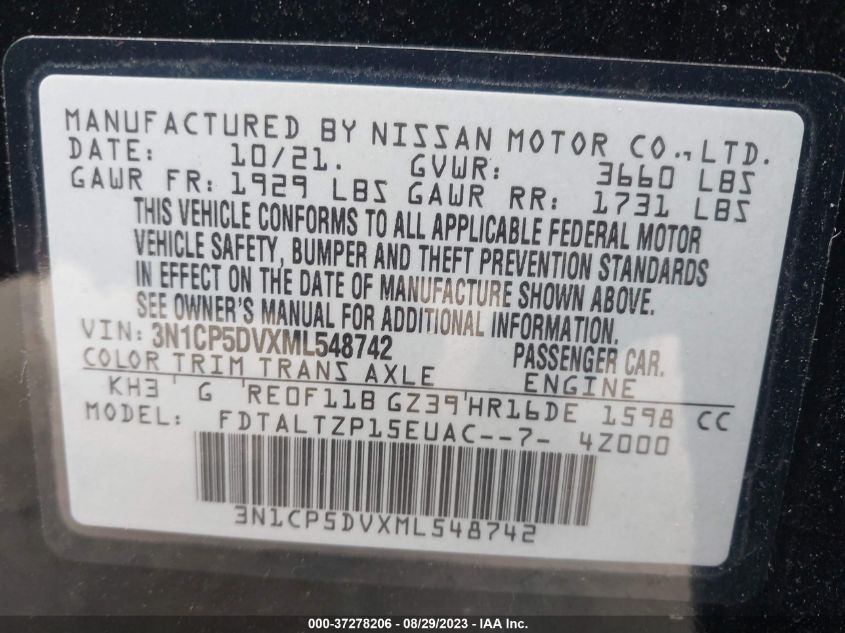 MANUFACTURED BY NISSAN MOTOR CO.,LTD.
DATE: 10/21. GVWR: 3660 LBS
GAWR FR: 1929 LBS GAWR RR: 1731 LBS
THIS VEHICLE CONFORMS TO ALL APPLICABLE FEDERAL MOTOR
VEHICLE SAFETY, BUMPER AND THEFT PREVENTION STANDARDS
IN EFFECT ON THE DATE OF MANUFACTURE SHOWN ABOVE.
SEE OWNER'S MANUAL FOR ADDITIONAL INFORMATION.
VIN: 3N1CP5DVXML548742 PASSENGER CAR.
COLOR TRIM TRANS AXLE ENGINE
KH3 ' G ' RE0F11B GZ39'HR16DE 1598 CC
MODEL: FDTALTZP15EUAC--7- 4Z000
3N1CP5DVXML548742
000-37278206 - 08/29/2023 - IAA Inc.